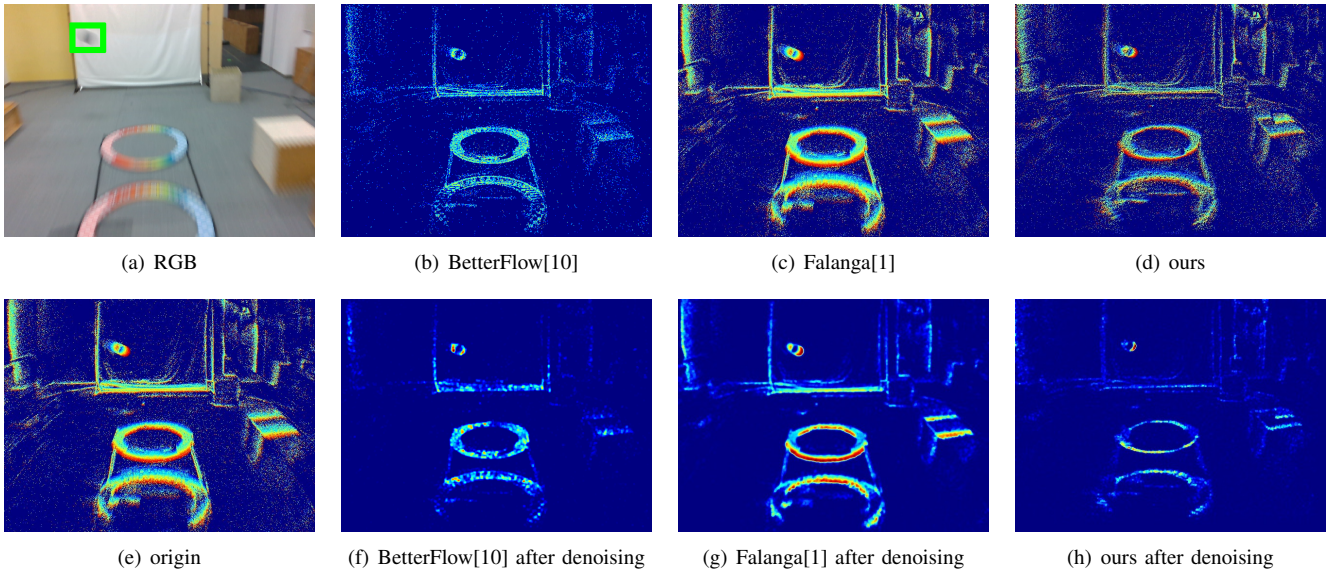 (a) RGB
(b) BetterFlow[10]
(c) Falanga[1]
(d) ours
(e) origin
(f) BetterFlow[10] after denoising
(g) Falanga[1] after denoising
(h) ours after denoising